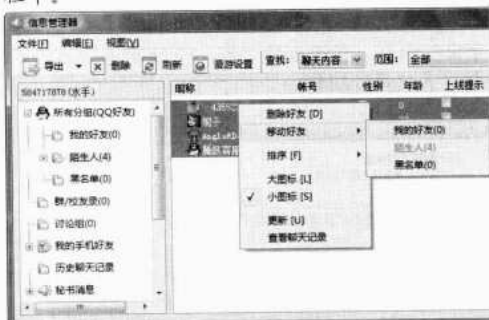 信息管理器
文件[F] 编辑[E] 视图[V]
导出 删除 刷新 漫游设置 查找: 聊天内容 范围: 全部
(水手)
昵称 帐号 性别 年龄 上线提示
所有分组(QQ好友)
我的好友(0)
陌生人(4)
黑名单(0)
群/校友录(0)
讨论组(0)
我的手机好友
历史聊天记录
秘书消息
删除好友 [D]
移动好友
排序 [F]
大图标 [L]
小图标 [S]
更新 [U]
查看聊天记录
我的好友(0)
陌生人(4)
黑名单(0)